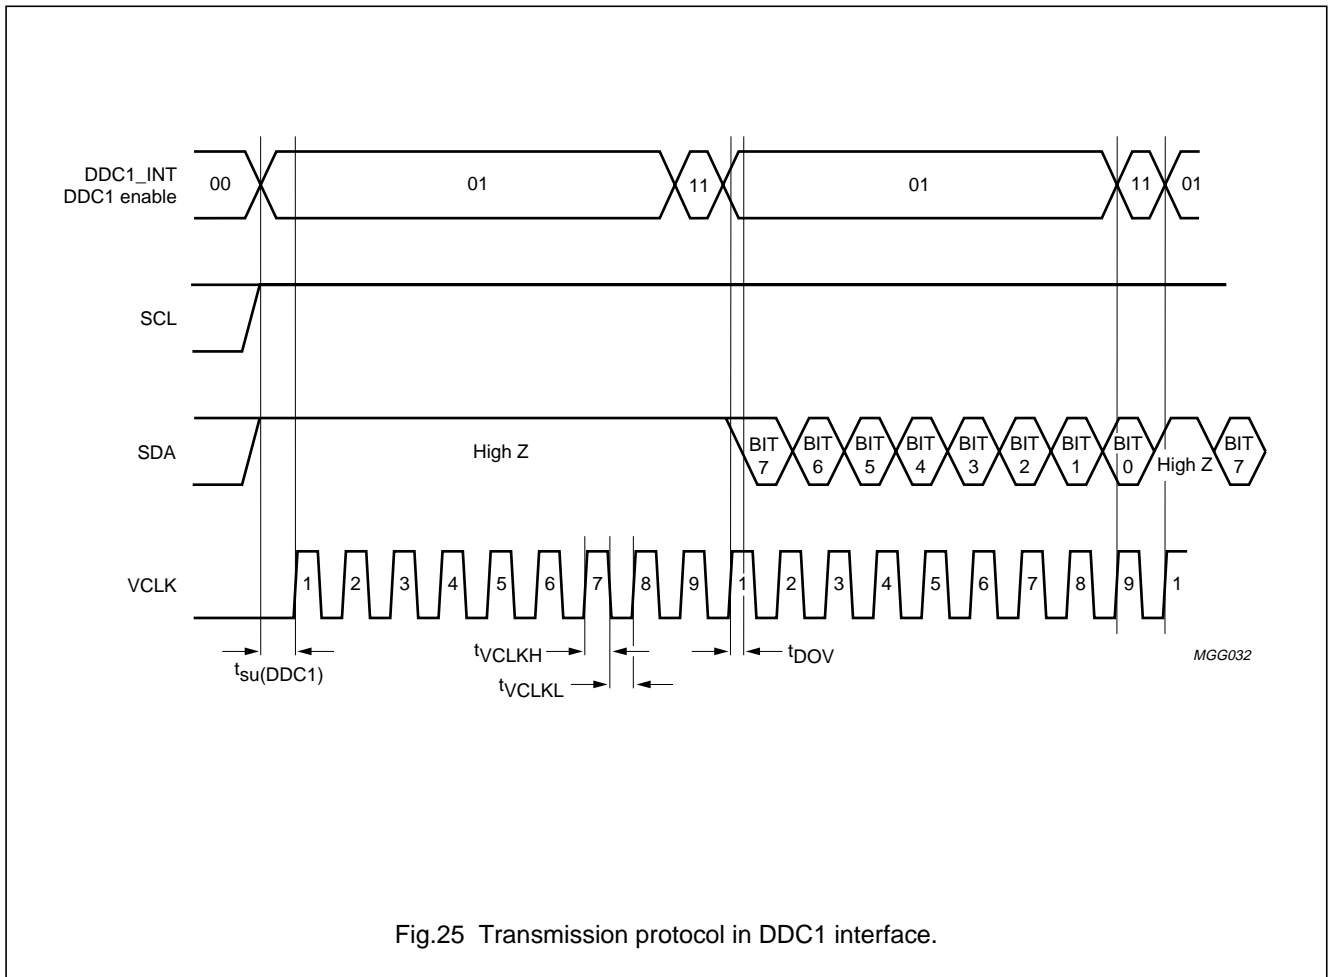 DDC1_INT
DDC1 enable
00 01 11 01 11 01
SCL
SDA
High Z
BIT 7
BIT 6
BIT 5
BIT 4
BIT 3
BIT 2
BIT 1
BIT 0
High Z
BIT 7
VCLK
1 2 3 4 5 6 7 8 9 1 2 3 4 5 6 7 8 9 1
tsu(DDC1)
tVCLKH
tVCLKL
tDOV
MGG032
Fig.25 Transmission protocol in DDC1 interface.